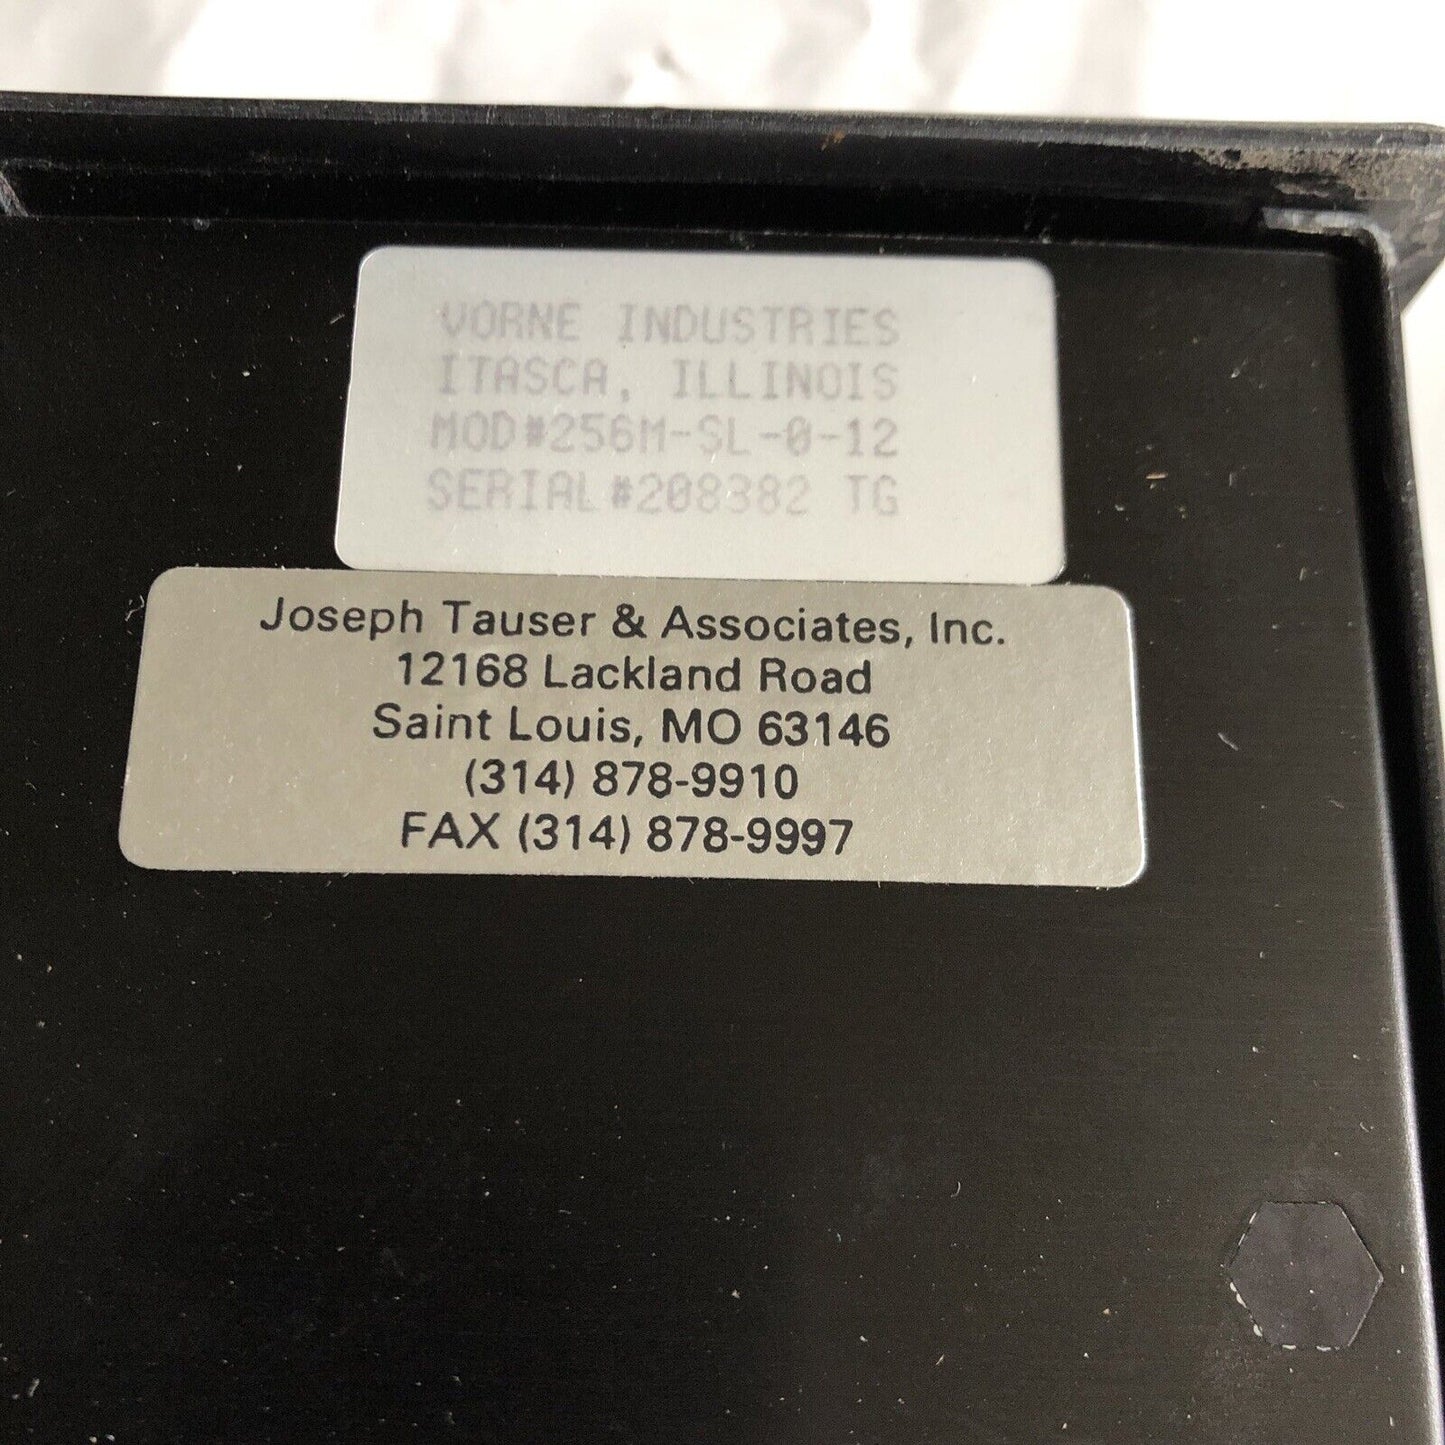 VORNE INDUSTRIES
ITASCA, ILLINOIS
MOD#256M-SL-0-12
SERIAL#208382 TG
Joseph Tauser & Associates, Inc.
12168 Lackland Road
Saint Louis, MO 63146
(314) 878-9910
FAX (314) 878-9997